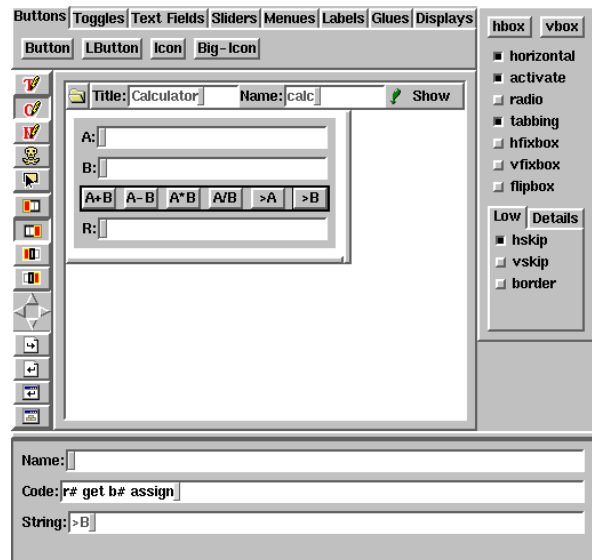 Buttons Toggles Text Fields Sliders Menues Labels Glues Displays
Button LButton Icon Big-Icon
Title: Calculator Name: calc Show
A:
B:
A+B A-B A*B A/B >A >B
R:
hbox vbox
horizontal
activate
radio
tabbing
hfixbox
vfixbox
flipbox
Low Details
hskip
vskip
border
Name:
Code: r# get b# assign
String: >B